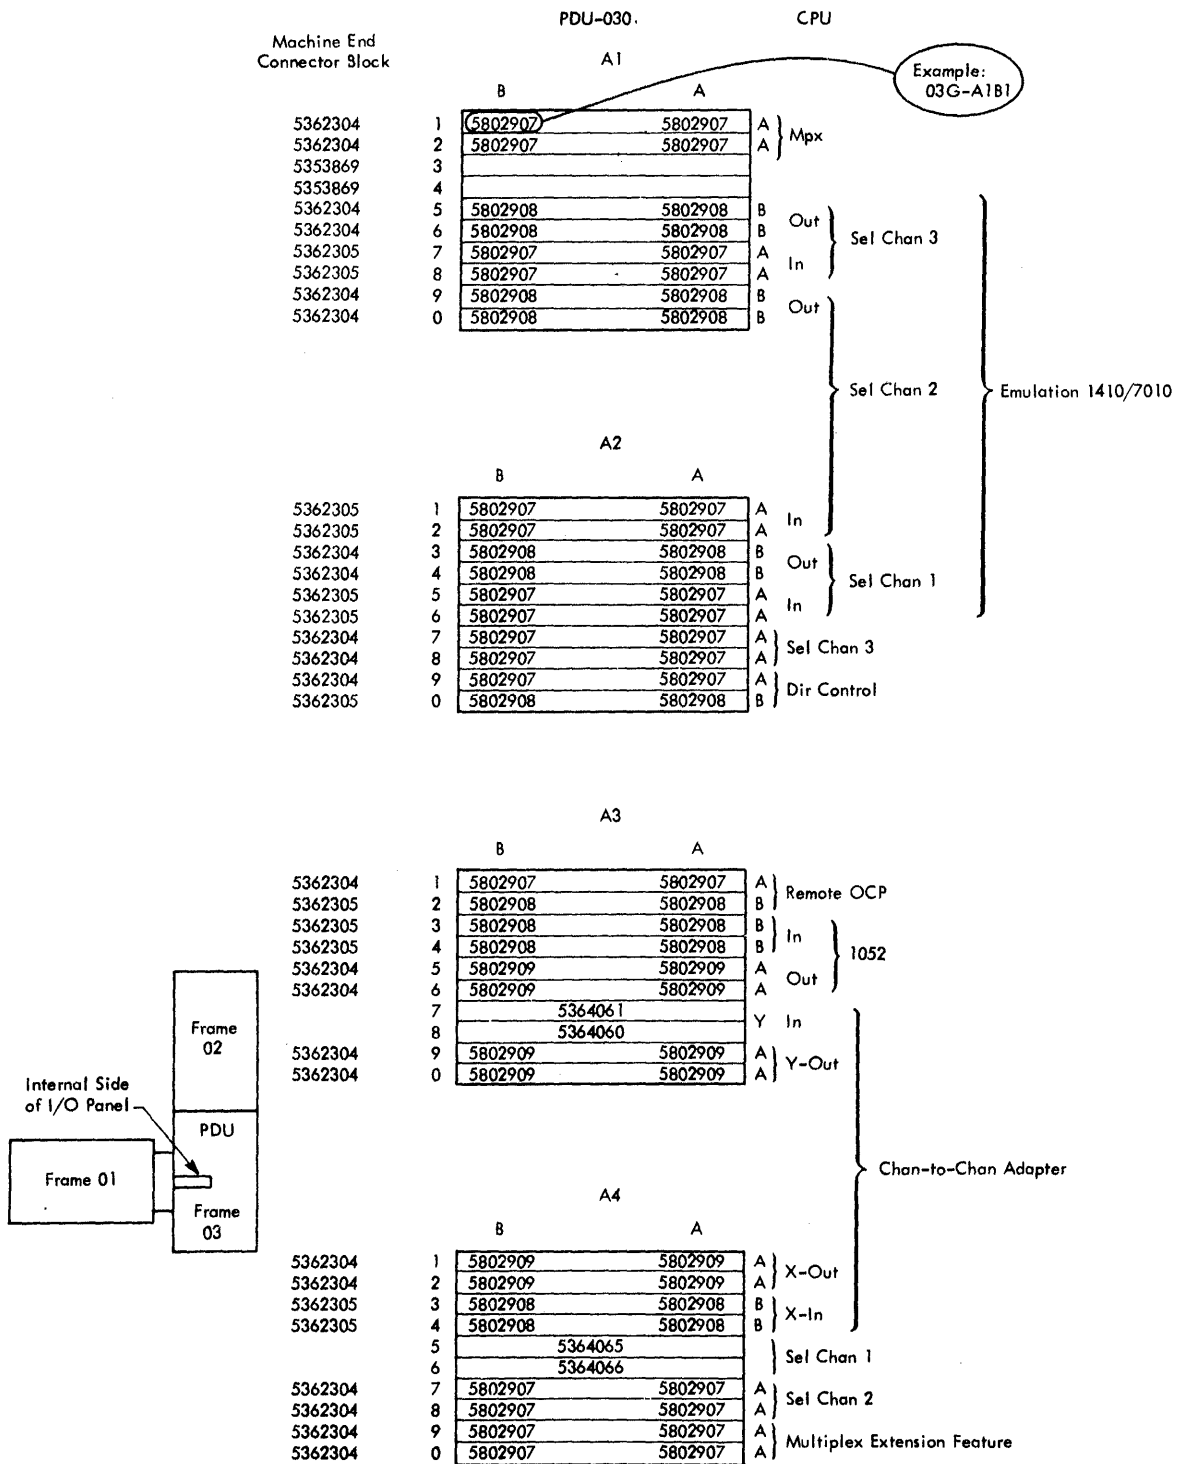 PDU-030. CPU
Machine End
Connector Block
A1
Example:
03G-A1B1
B A
5362304 1 5802907 5802907 A
5362304 2 5802907 5802907 A
Mpx
5353869 3
5353869 4
5362304 5 5802908 5802908 B
5362304 6 5802908 5802908 B
Out
Sel Chan 3
5362305 7 5802907 5802907 A
5362305 8 5802907 5802907 A
In
5362304 9 5802908 5802908 B
5362304 0 5802908 5802908 B
Out
Sel Chan 2
Emulation 1410/7010
A2
B A
5362305 1 5802907 5802907 A
5362305 2 5802907 5802907 A
In
5362304 3 5802908 5802908 B
5362304 4 5802908 5802908 B
Out
Sel Chan 1
5362305 5 5802907 5802907 A
5362305 6 5802907 5802907 A
In
5362304 7 5802907 5802907 A
5362304 8 5802907 5802907 A
Sel Chan 3
5362304 9 5802907 5802907 A
5362305 0 5802908 5802908 B
Dir Control
A3
B A
5362304 1 5802907 5802907 A
5362305 2 5802908 5802908 B
Remote OCP
5362305 3 5802908 5802908 B
5362305 4 5802908 5802908 B
In
1052
5362304 5 5802909 5802909 A
5362304 6 5802909 5802909 A
Out
7 5364061
8 5364060
Y In
5362304 9 5802909 5802909 A
5362304 0 5802909 5802909 A
Y-Out
Chan-to-Chan Adapter
Frame
02
Internal Side
of I/O Panel
PDU
Frame 01
Frame
03
A4
B A
5362304 1 5802909 5802909 A
5362304 2 5802909 5802909 A
X-Out
5362305 3 5802908 5802908 B
5362305 4 5802908 5802908 B
X-In
5 5364065
6 5364066
Sel Chan 1
5362304 7 5802907 5802907 A
5362304 8 5802907 5802907 A
Sel Chan 2
5362304 9 5802907 5802907 A
5362304 0 5802907 5802907 A
Multiplex Extension Feature